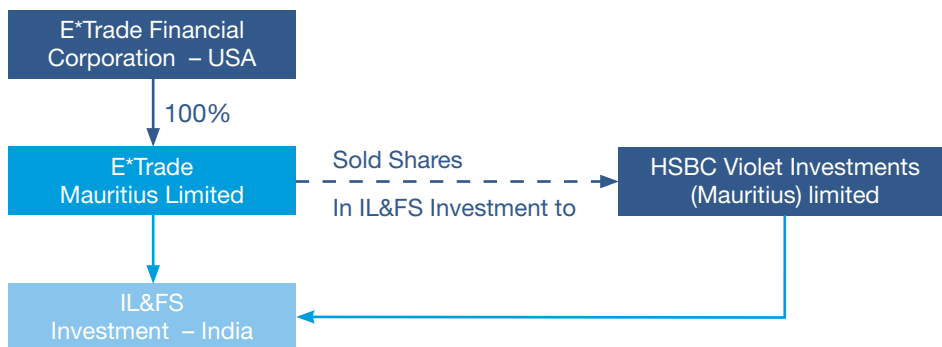 E*Trade Financial
Corporation – USA
100%
E*Trade
Mauritius Limited
Sold Shares
In IL&FS Investment to
HSBC Violet Investments
(Mauritius) limited
IL&FS
Investment – India